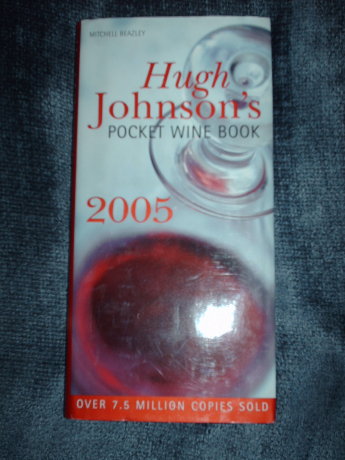 MITCHELL BEAZLEY
Hugh
Johnson's
POCKET WINE BOOK
2005
OVER 7.5 MILLION COPIES SOLD